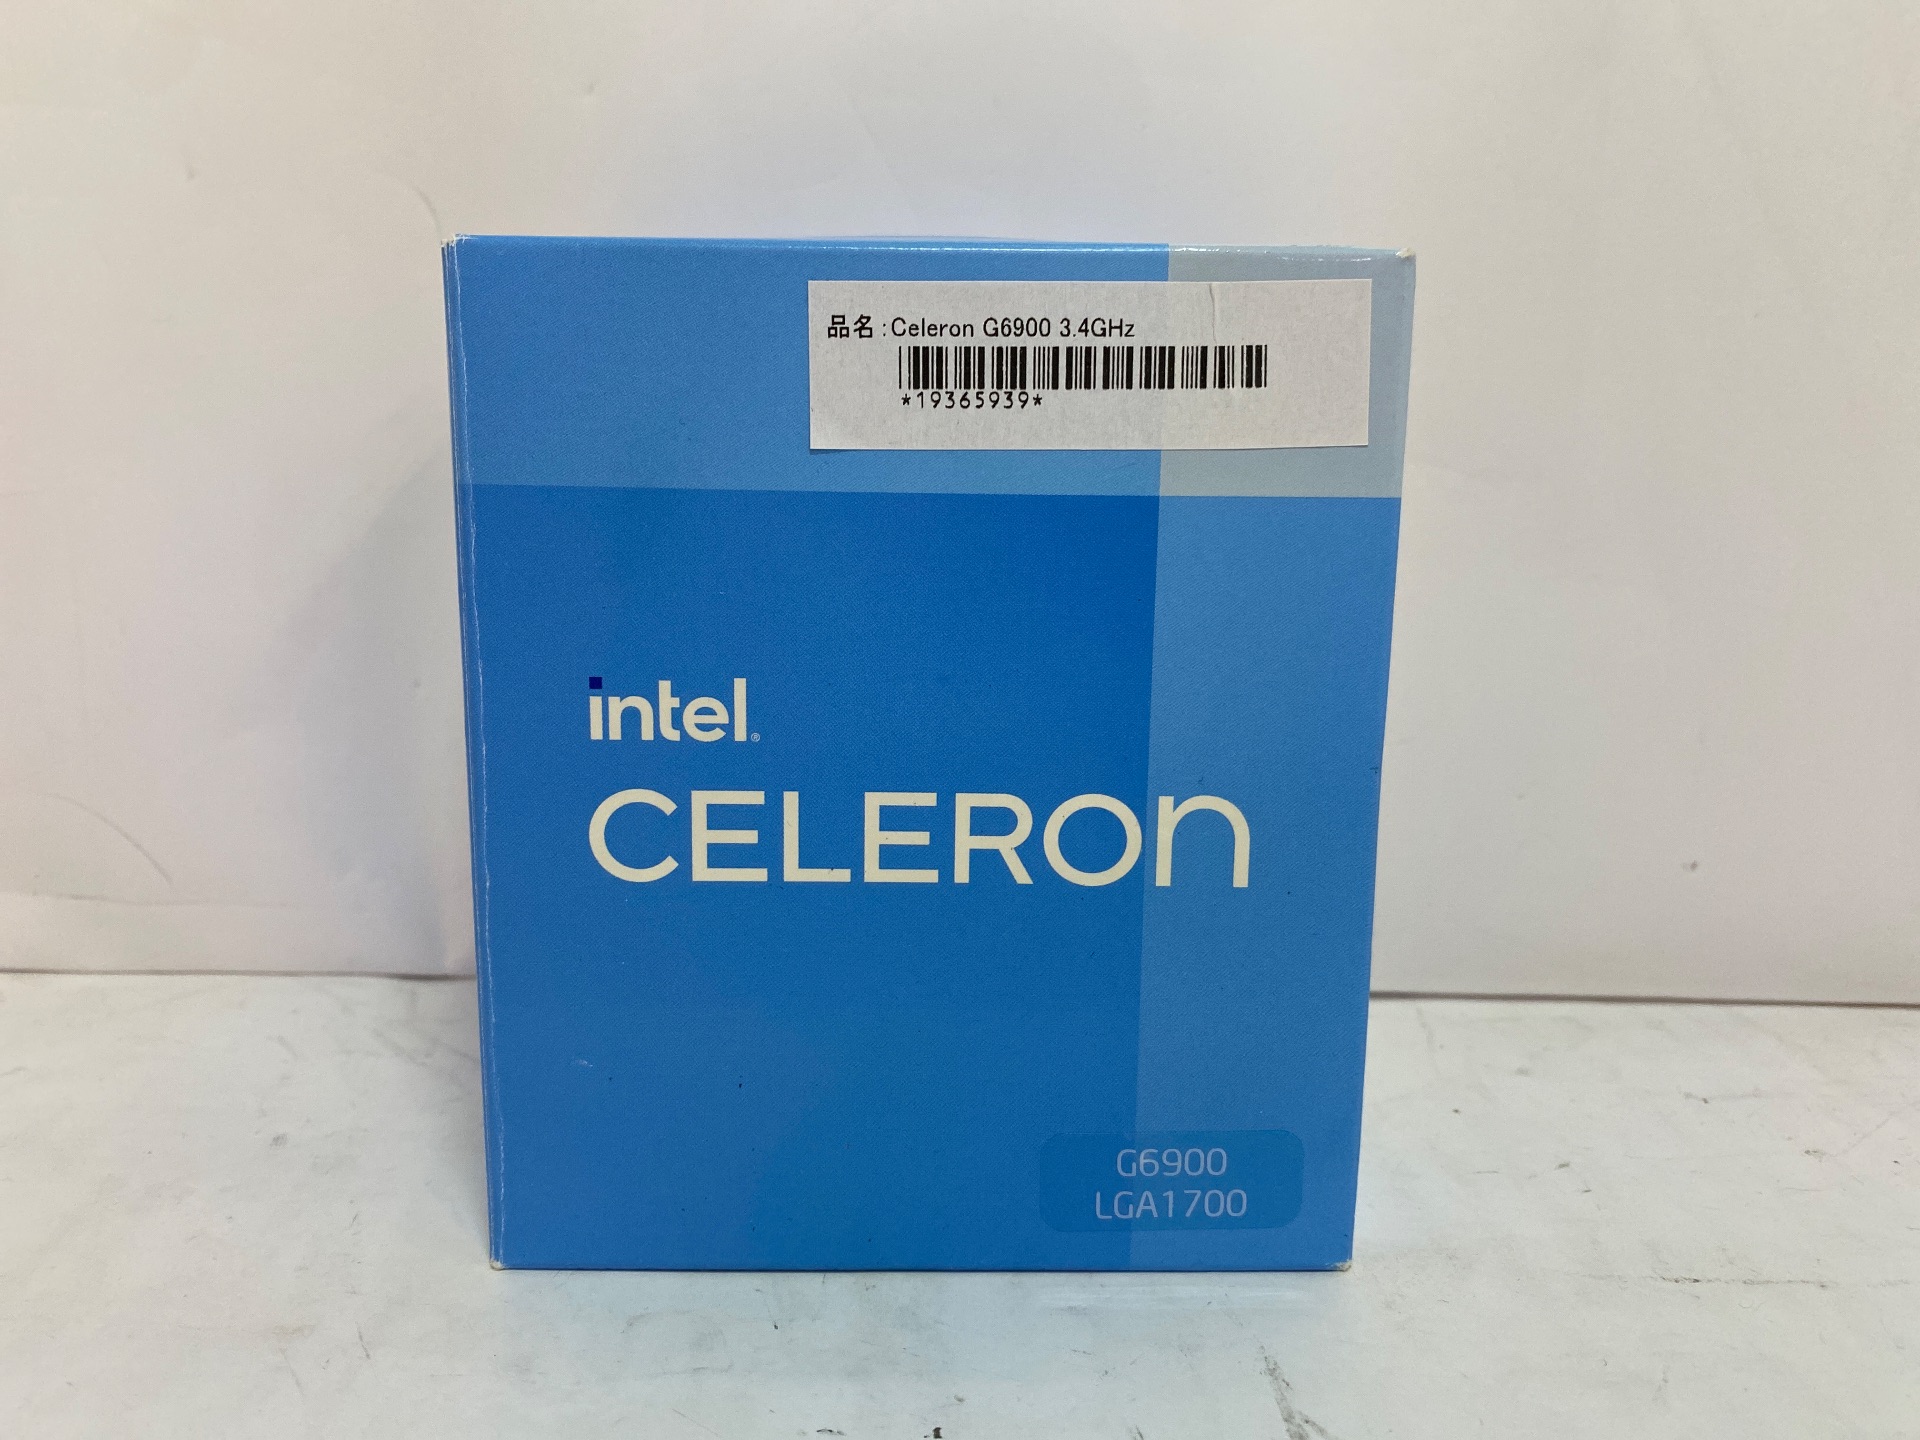 品名:Celeron G6900 3.4GHz
*19365939*
intel®
CELERON
G6900
LGA1700